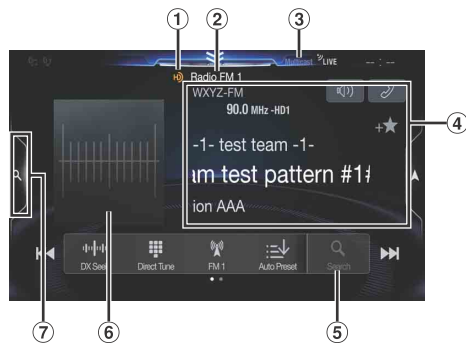 1 2 3
Multicast LIVE -- : --
HD Radio FM 1
WXYZ-FM
90.0 MHz -HD1
4
-1- test team -1-
am test pattern #1#
ion AAA
DX Seek Direct Tune FM 1 Auto Preset Search
7 6 5